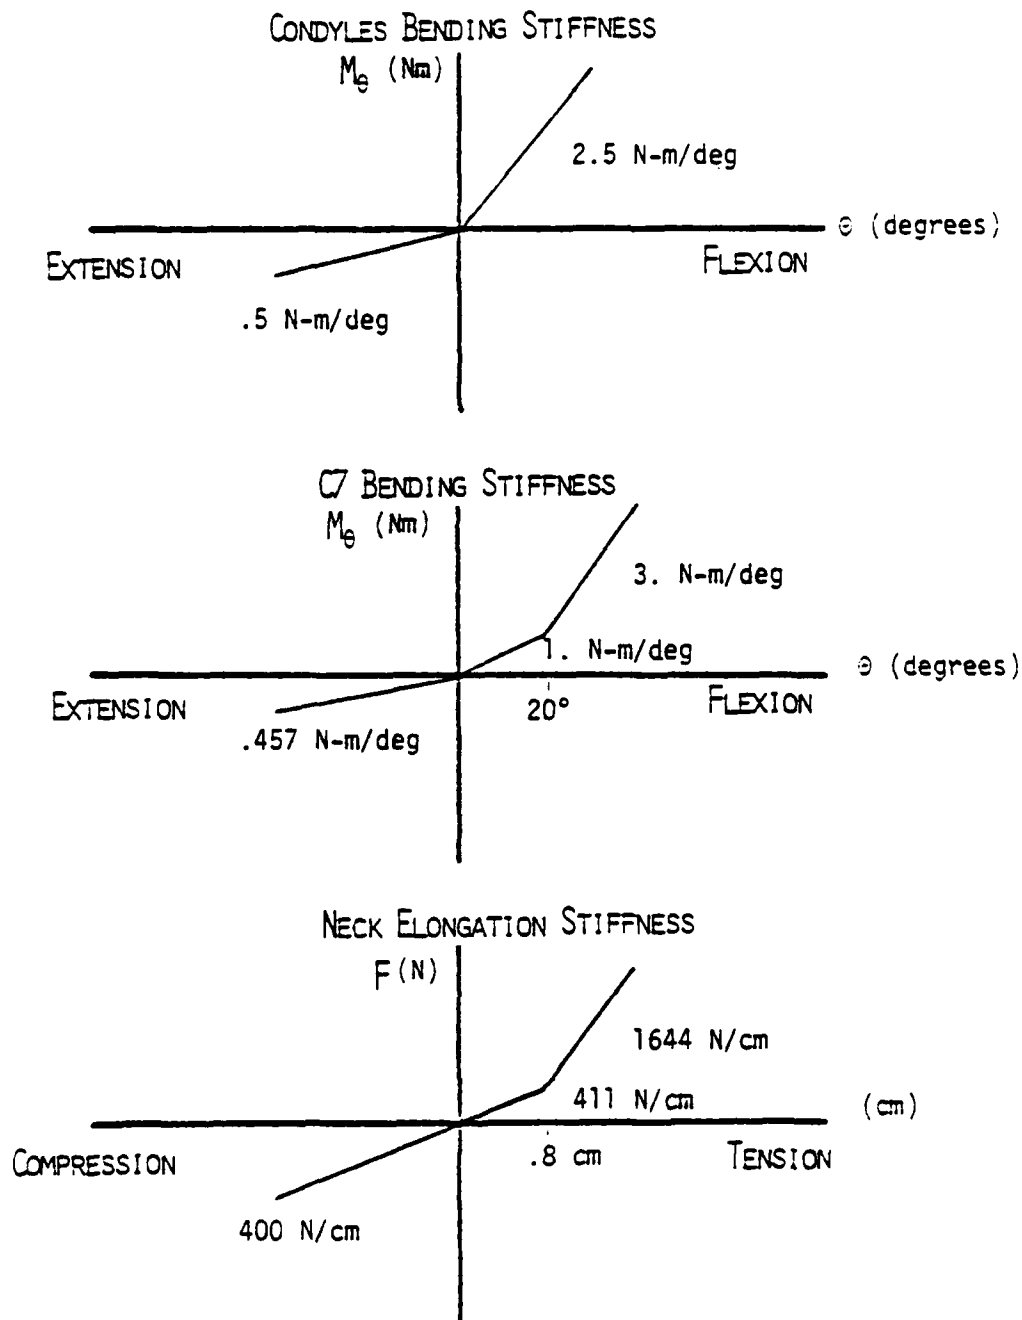 CONDYLES BENDING STIFFNESS
Mθ (Nm)
2.5 N-m/deg
θ (degrees)
EXTENSION
FLEXION
.5 N-m/deg
C7 BENDING STIFFNESS
Mθ (Nm)
3. N-m/deg
1. N-m/deg
θ (degrees)
EXTENSION
20°
FLEXION
.457 N-m/deg
NECK ELONGATION STIFFNESS
F(N)
1644 N/cm
411 N/cm
(cm)
COMPRESSION
.8 cm
TENSION
400 N/cm